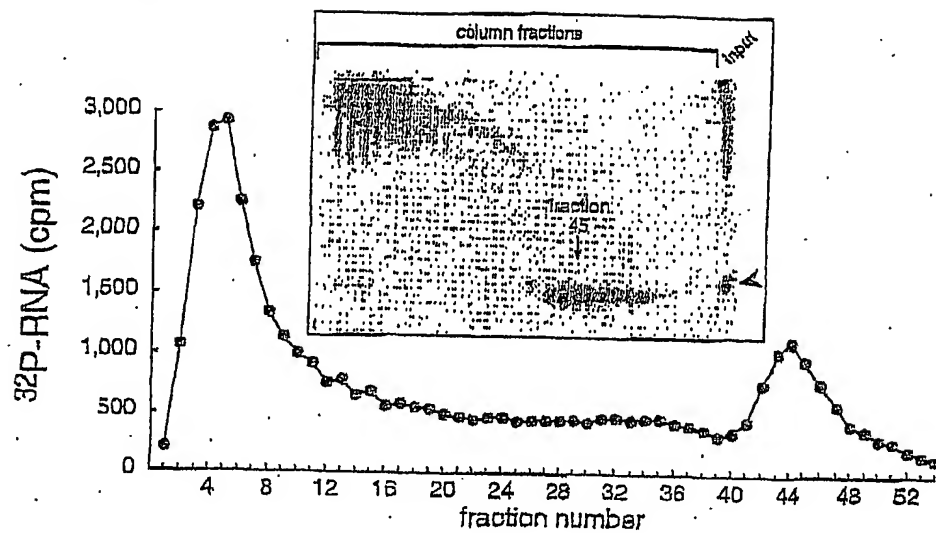 column fractions
input
fraction
45
32P-RNA (cpm)
3,000
2,500
2,000
1,500
1,000
500
0
4 8 12 16 20 24 28 32 36 40 44 48 52
fraction number